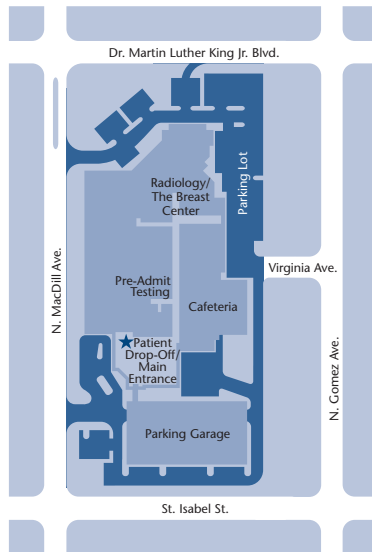 Dr. Martin Luther King Jr. Blvd.
Radiology/
The Breast
Center
Parking Lot
N. MacDill Ave.
Virginia Ave.
Pre-Admit
Testing
Cafeteria
Patient
Drop-Off/
Main
Entrance
N. Gomez Ave.
Parking Garage
St. Isabel St.